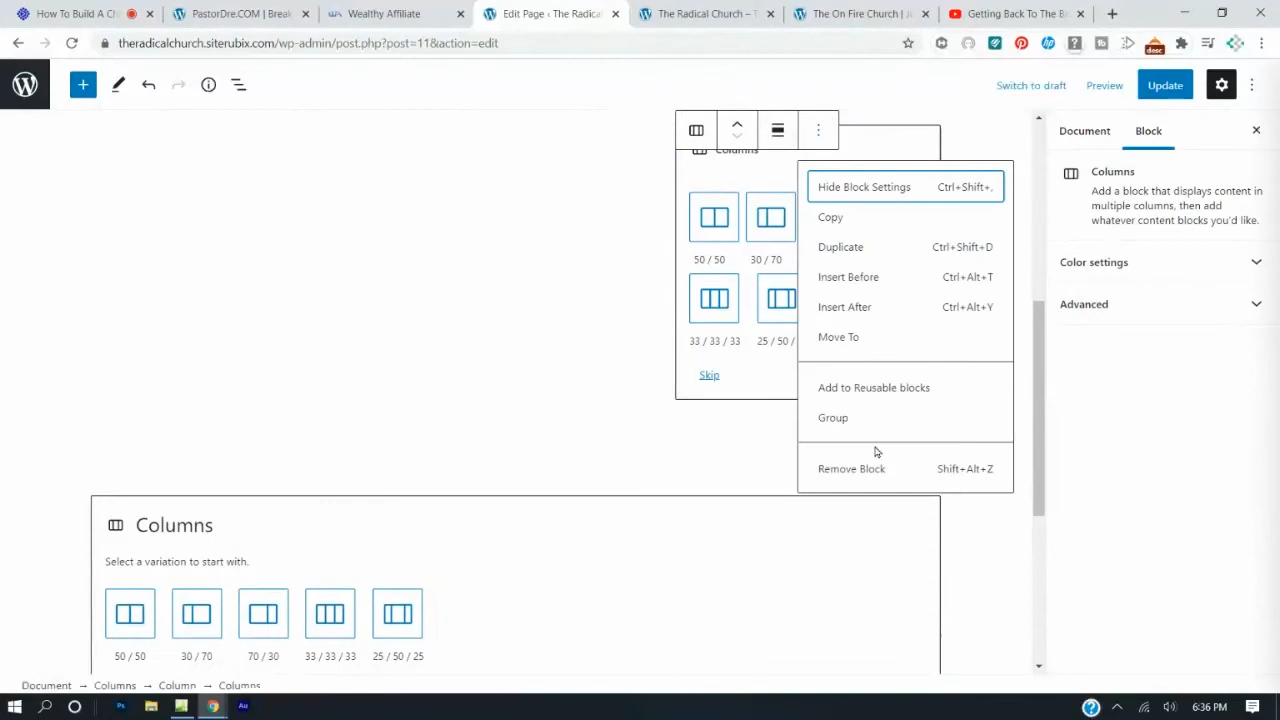 How To Build A C
PastorDre.COM | Break
Wealthy Affiliate
Edit Page ‹ The Radical
The Radical Church – T
The On Fire Church | J
Getting Back To The B
theradicalchurch.siterubix.com/wp-admin/post.php?post=11&action=edit
desc
Switch to draft
Preview
Update
Document
Block
Columns
Hide Block Settings Ctrl+Shift+,
Copy
Duplicate Ctrl+Shift+D
Insert Before Ctrl+Alt+T
Insert After Ctrl+Alt+Y
Move To
Add to Reusable blocks
Group
Remove Block Shift+Alt+Z
50 / 50
30 / 70
33 / 33 / 33
25 / 50 /
Skip
Columns
Add a block that displays content in
multiple columns, then add
whatever content blocks you'd like.
Color settings
Advanced
Columns
Select a variation to start with.
50 / 50
30 / 70
70 / 30
33 / 33 / 33
25 / 50 / 25
Document → Columns → Column → Columns
Ps
Au
6:36 PM